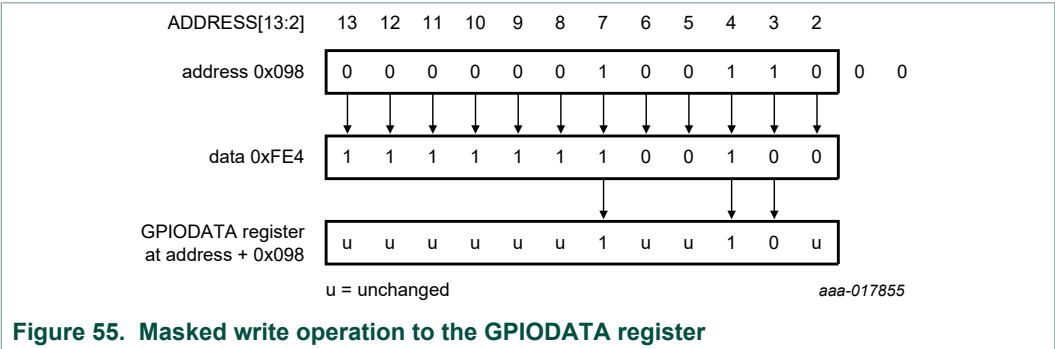 ADDRESS[13:2] 13 12 11 10 9 8 7 6 5 4 3 2
address 0x098 0 0 0 0 0 0 1 0 0 1 1 0 0 0
data 0xFE4 1 1 1 1 1 1 1 0 0 1 0 0
GPIODATA register
at address + 0x098 u u u u u u 1 u u 1 0 u
u = unchanged aaa-017855
Figure 55. Masked write operation to the GPIODATA register